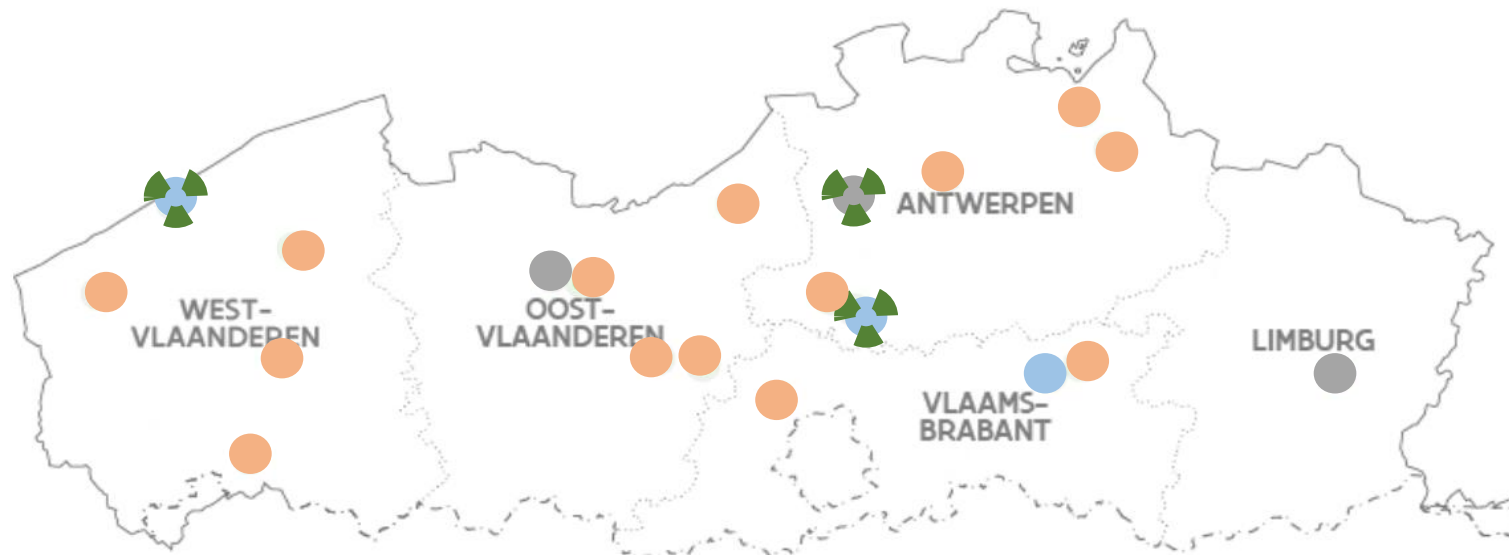 ANTWERPEN
WEST-
VLAANDEREN
OOST-
VLAANDEREN
LIMBURG
VLAAMS-
BRABANT